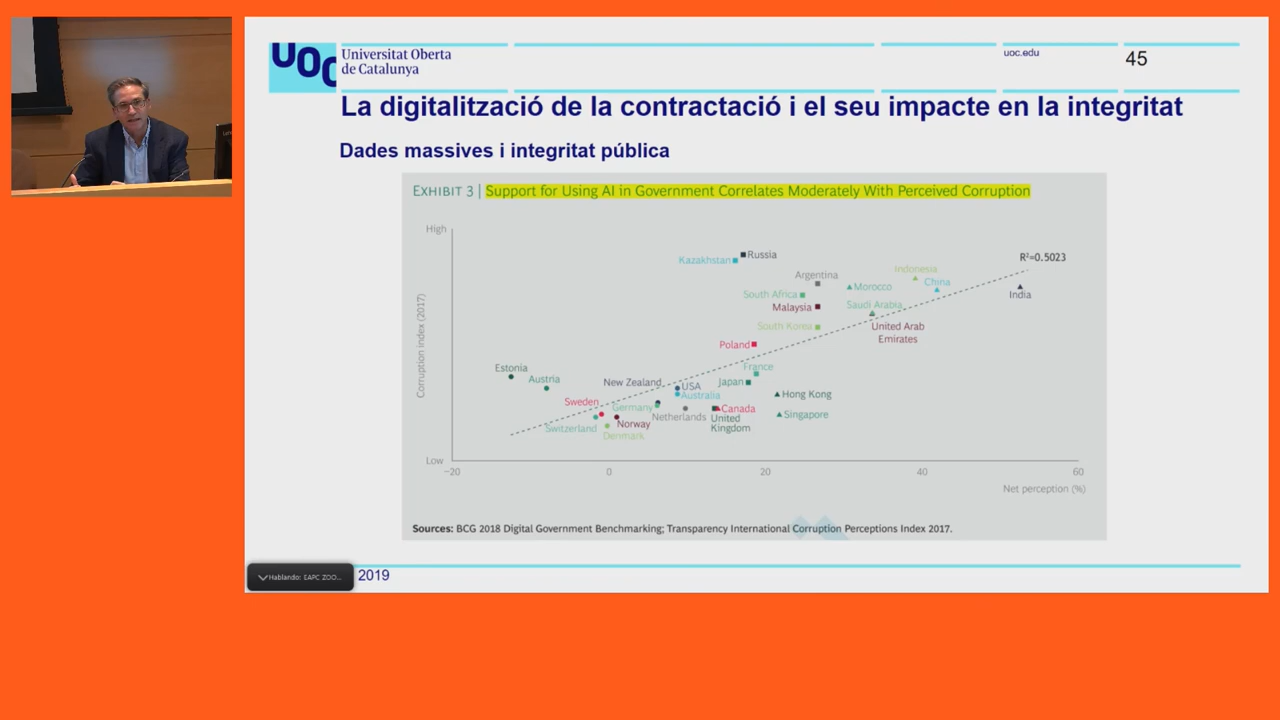 UOC
Universitat Oberta
de Catalunya
uoc.edu
45
La digitalització de la contractació i el seu impacte en la integritat
Dades massives i integritat pública
EXHIBIT 3 | Support for Using AI in Government Correlates Moderately With Perceived Corruption
High
Corruption index (2017)
Low
R²=0.5023
Kazakhstan
Russia
Argentina
Indonesia
China
India
South Africa
Morocco
Malaysia
Saudi Arabia
South Korea
United Arab
Emirates
Poland
Estonia
Austria
New Zealand
USA
Japan
France
Australia
Hong Kong
Sweden
Germany
Netherlands
Canada
Singapore
Switzerland
Norway
United
Kingdom
Denmark
−20
0
20
40
60
Net perception (%)
Sources: BCG 2018 Digital Government Benchmarking; Transparency International Corruption Perceptions Index 2017.
Hablando: EAPC ZOO...
2019